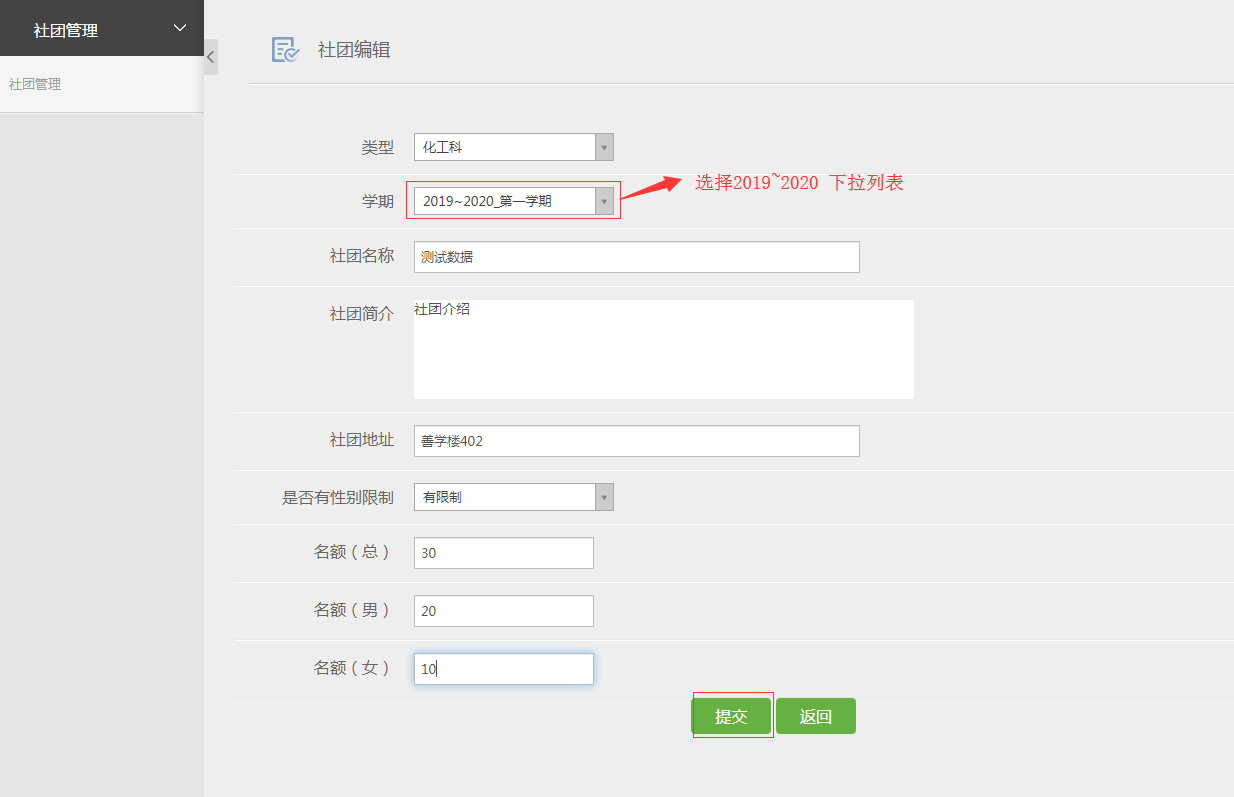 社团管理
社团管理
社团编辑
类型 化工科
学期 2019~2020_第一学期 选择2019~2020 下拉列表
社团名称 测试数据
社团简介 社团介绍
社团地址 善学楼402
是否有性别限制 有限制
名额（总） 30
名额（男） 20
名额（女） 10
提交 返回